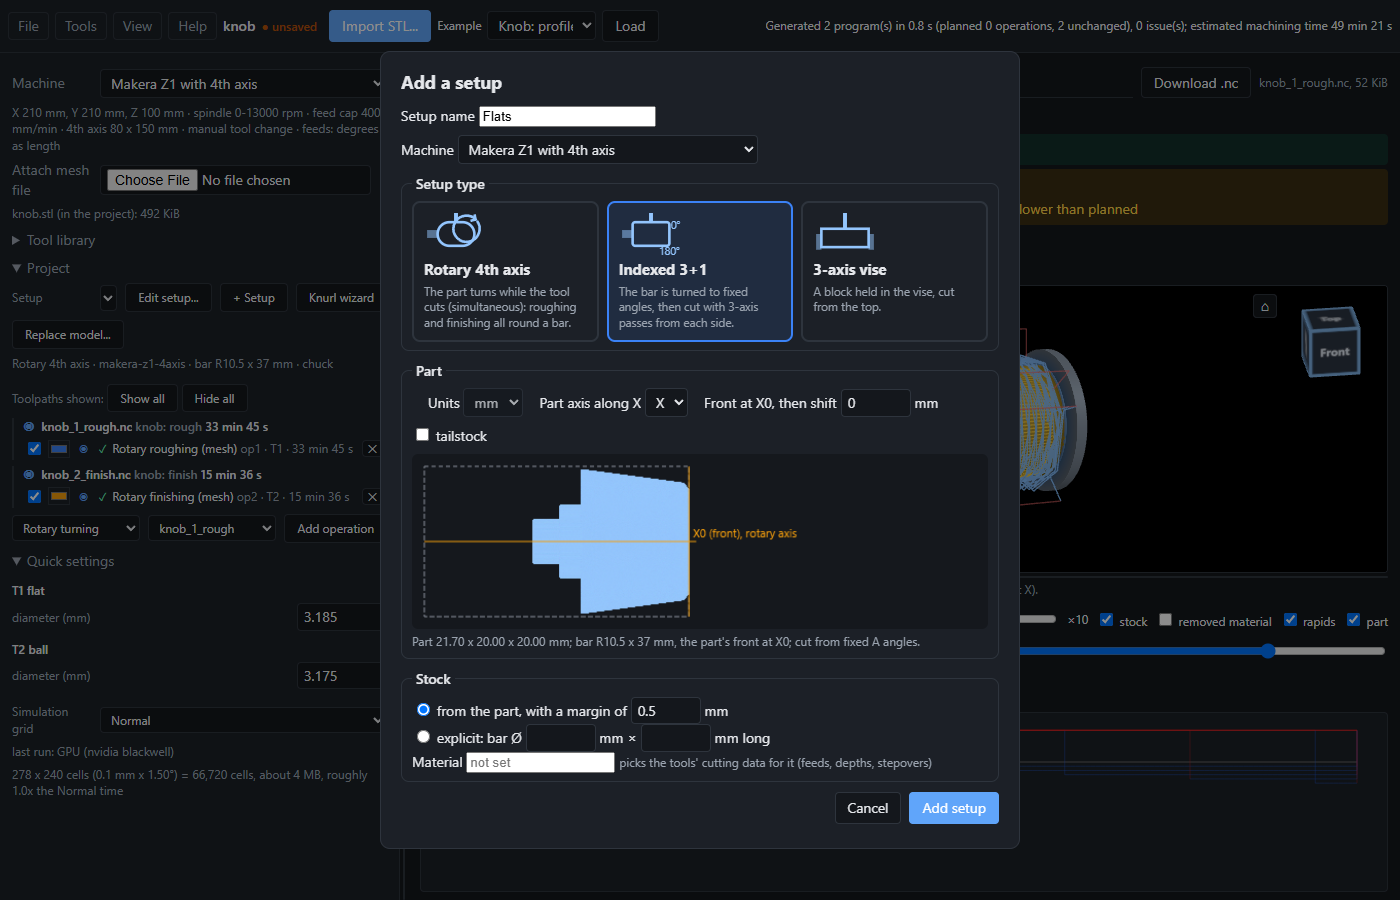 File
Tools
View
Help
knob
• unsaved
Import STL...
Example
Knob: profile
Load
Generated 2 program(s) in 0.8 s (planned 0 operations, 2 unchanged), 0 issue(s); estimated machining time 49 min 21 s
Machine
Makera Z1 with 4th axis
X 210 mm, Y 210 mm, Z 100 mm · spindle 0-13000 rpm · feed cap 400
mm/min · 4th axis 80 x 150 mm · manual tool change · feeds: degrees
as length
Attach mesh
file
Choose File No file chosen
knob.stl (in the project): 492 KiB
Tool library
Project
Setup
Edit setup...
+ Setup
Knurl wizard
Replace model...
Rotary 4th axis · makera-z1-4axis · bar R10.5 x 37 mm · chuck
Toolpaths shown:
Show all
Hide all
knob_1_rough.nc knob: rough 33 min 45 s
✓ Rotary roughing (mesh) op1 · T1 · 33 min 45 s
knob_2_finish.nc knob: finish 15 min 36 s
✓ Rotary finishing (mesh) op2 · T2 · 15 min 36 s
Rotary turning
knob_1_rough
Add operation
Quick settings
T1 flat
diameter (mm)
3.185
T2 ball
diameter (mm)
3.175
Simulation
grid
Normal
last run: GPU (nvidia blackwell)
278 x 240 cells (0.1 mm x 1.50°) = 66,720 cells, about 4 MB, roughly
1.0x the Normal time
Add a setup
Setup name
Flats
Machine
Makera Z1 with 4th axis
Setup type
Rotary 4th axis
The part turns while the tool
cuts (simultaneous): roughing
and finishing all round a bar.
0°
180°
Indexed 3+1
The bar is turned to fixed
angles, then cut with 3-axis
passes from each side.
3-axis vise
A block held in the vise, cut
from the top.
Part
Units
mm
Part axis along X
X
Front at X0, then shift
0
mm
tailstock
X0 (front), rotary axis
Part 21.70 x 20.00 x 20.00 mm; bar R10.5 x 37 mm, the part's front at X0; cut from fixed A angles.
Stock
from the part, with a margin of
0.5
mm
explicit: bar Ø
mm ×
mm long
Material
not set
picks the tools' cutting data for it (feeds, depths, stepovers)
Cancel
Add setup
Download .nc
knob_1_rough.nc, 52 KiB
lower than planned
Top
Front
X).
×10
stock
removed material
rapids
part